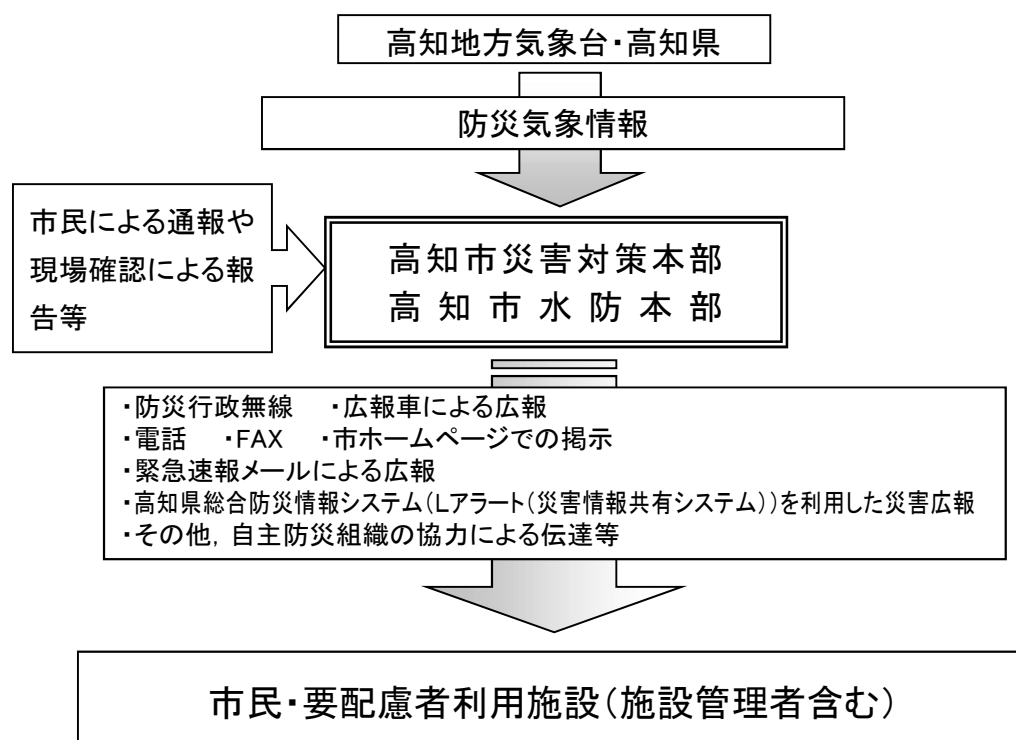 高知地方気象台・高知県
防災気象情報
市民による通報や
現場確認による報
告等
高知市災害対策本部
高知市水防本部
・防災行政無線　・広報車による広報
・電話　・FAX　・市ホームページでの掲示
・緊急速報メールによる広報
・高知県総合防災情報システム(Lアラート(災害情報共有システム))を利用した災害広報
・その他，自主防災組織の協力による伝達等
市民・要配慮者利用施設(施設管理者含む)